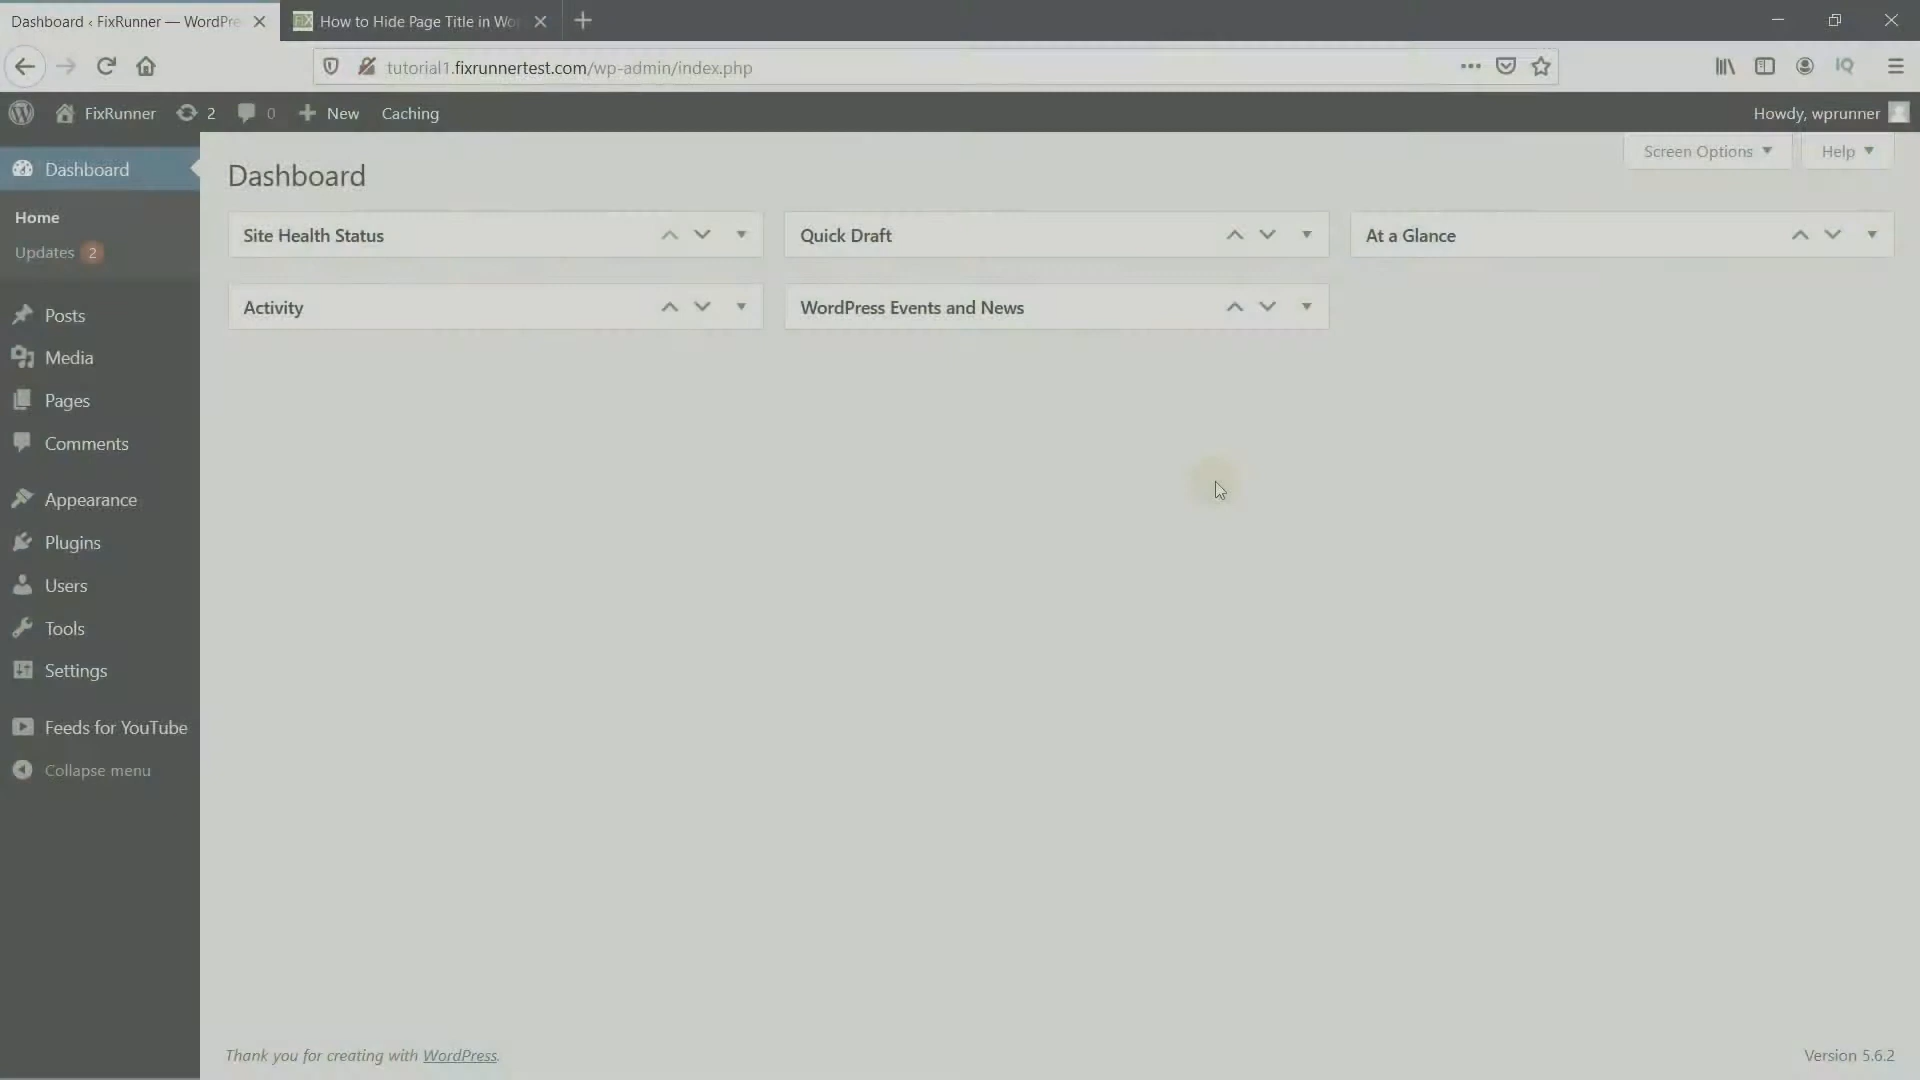 Dashboard ‹ FixRunner — WordPre
How to Hide Page Title in Wo
tutorial1.fixrunnertest.com/wp-admin/index.php
FixRunner 2 0 New Caching
Howdy, wprunner
Dashboard
Home
Updates 2
Posts
Media
Pages
Comments
Appearance
Plugins
Users
Tools
Settings
Feeds for YouTube
Collapse menu
Screen Options
Help
Dashboard
Site Health Status
Quick Draft
At a Glance
Activity
WordPress Events and News
Thank you for creating with WordPress.
Version 5.6.2